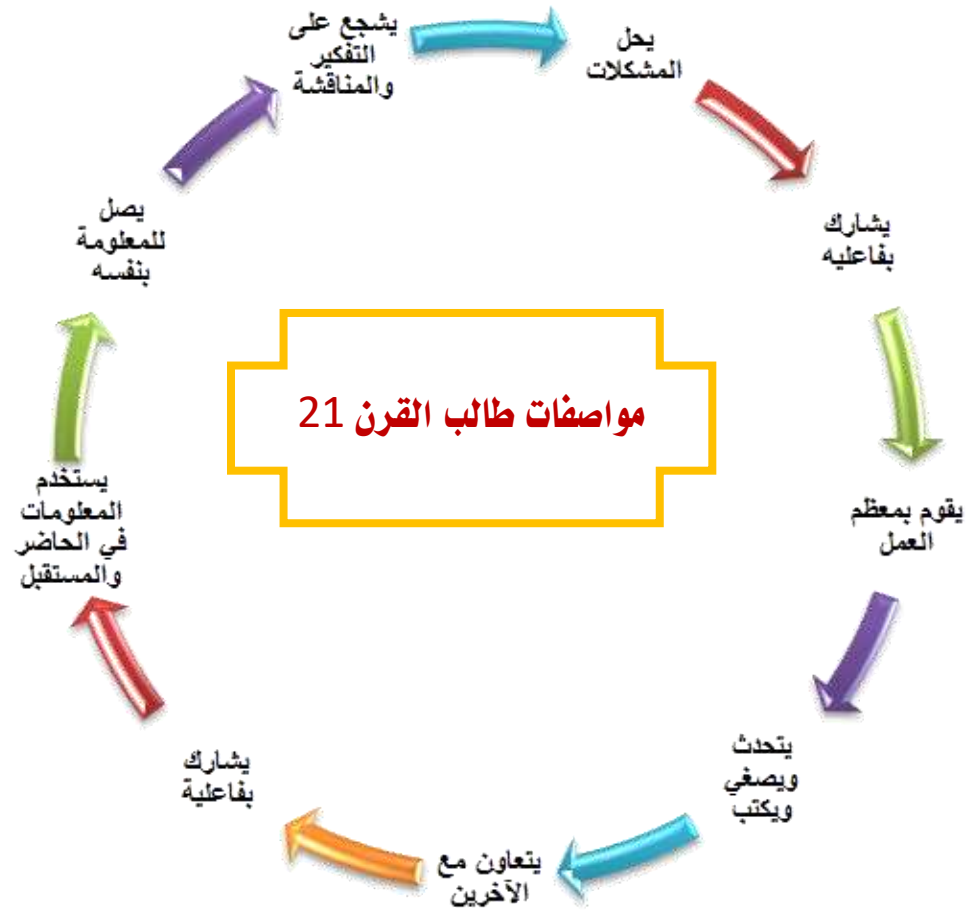 مواصفات طالب القرن 21
يحل
المشكلات
يشارك
بفاعليه
يقوم بمعظم
العمل
يتحدث
ويصغي
ويكتب
يتعاون مع
الآخرين
يشارك
بفاعلية
يستخدم
المعلومات
في الحاضر
والمستقبل
يصل
للمعلومة
بنفسه
يشجع على
التفكير
والمناقشة